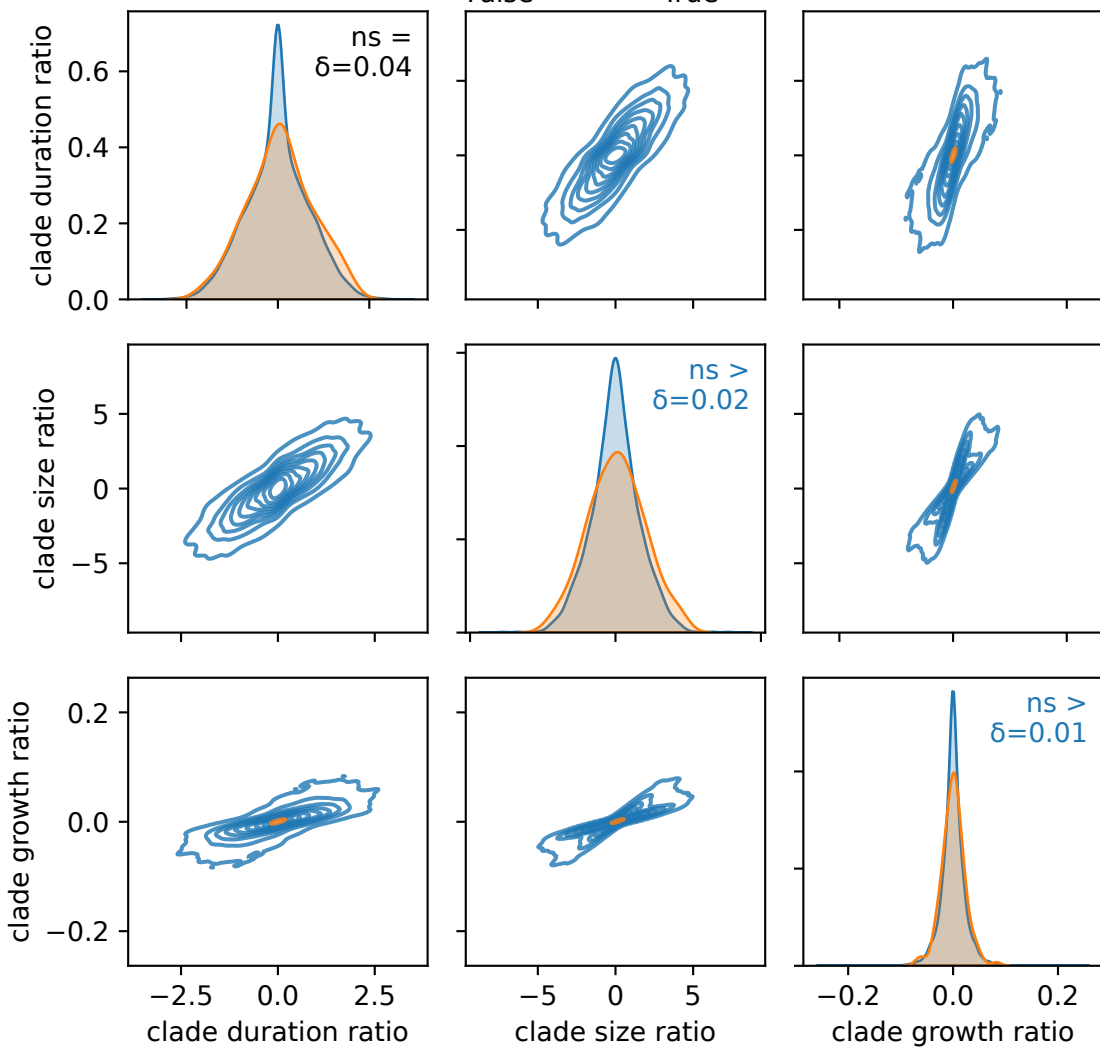 clade duration ratio
0.6
0.4
0.2
0.0
ns =
δ=0.04
clade size ratio
5
0
−5
ns >
δ=0.02
clade growth ratio
0.2
0.0
−0.2
ns >
δ=0.01
−2.5 0.0 2.5
−5 0 5
−0.2 0.0 0.2
clade duration ratio
clade size ratio
clade growth ratio